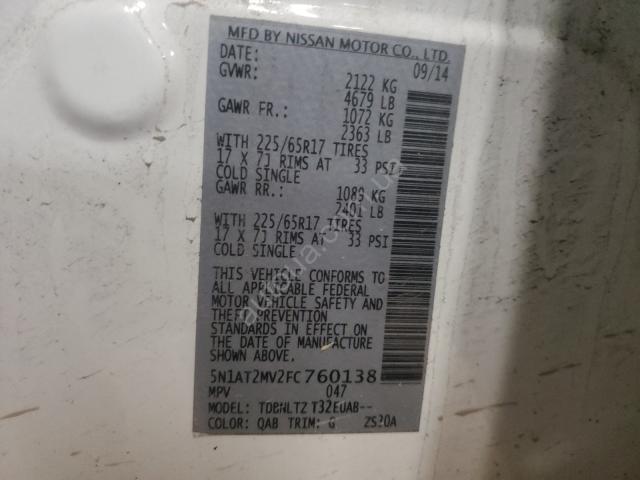 MFD BY NISSAN MOTOR CO., LTD.
DATE: 09/14
GVWR: 2122 KG
4679 LB
GAWR FR.: 1072 KG
2363 LB
WITH 225/65R17 TIRES
17 X 7J RIMS AT 33 PSI
COLD SINGLE
GAWR RR.: 1089 KG
2401 LB
WITH 225/65R17 TIRES
17 X 7J RIMS AT 33 PSI
COLD SINGLE
THIS VEHICLE CONFORMS TO
ALL APPLICABLE FEDERAL
MOTOR VEHICLE SAFETY AND
THEFT PREVENTION
STANDARDS IN EFFECT ON
THE DATE OF MANUFACTURE
SHOWN ABOVE.
5N1AT2MV2FC760138
MPV 047
MODEL: TDBNLTZ T32EUAB--
COLOR: QAB TRIM: G ZS20A